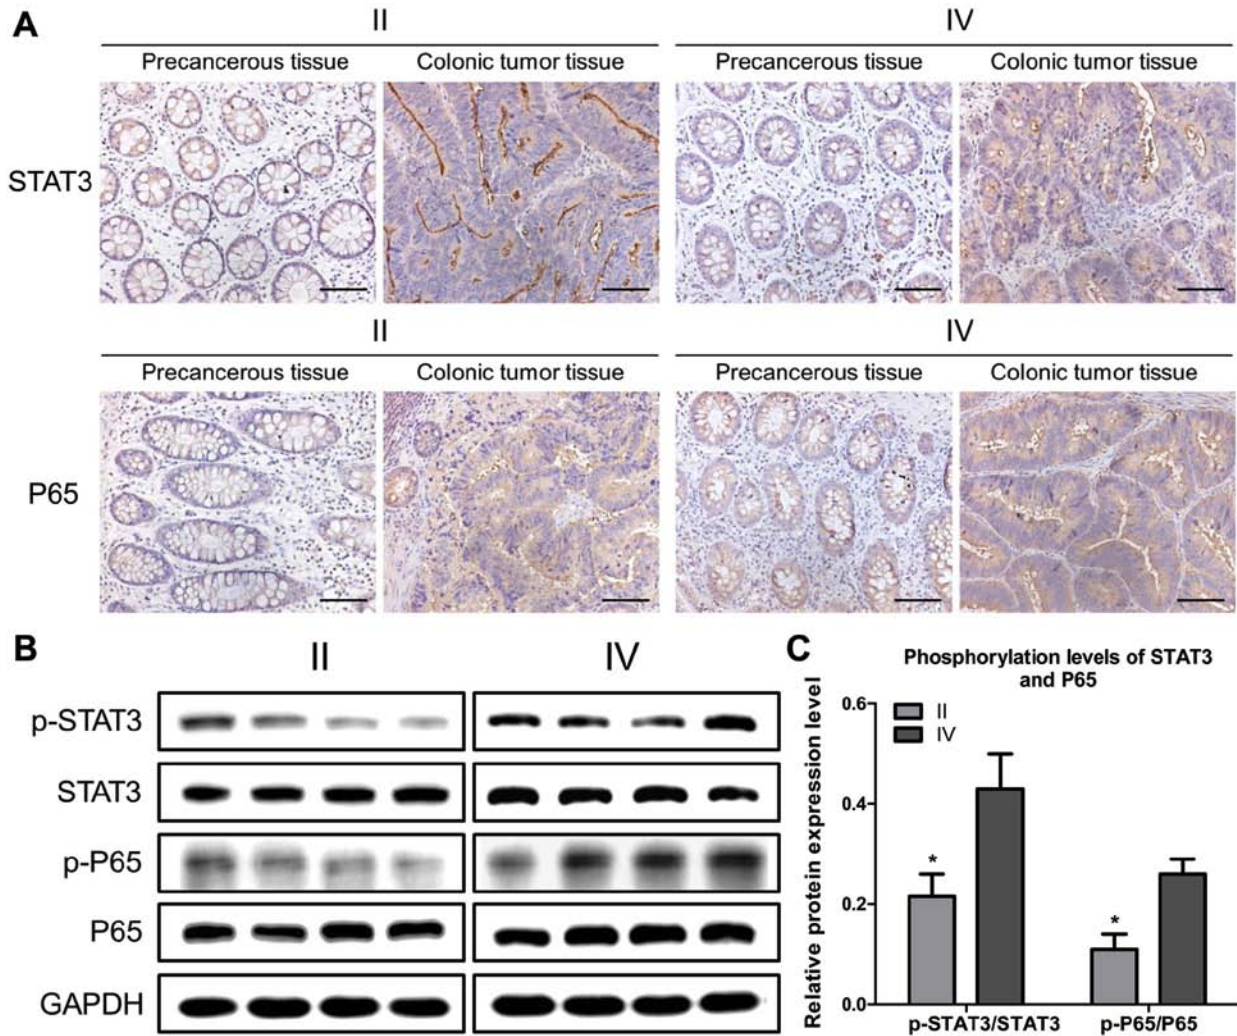 A
II
IV
Precancerous tissue
Colonic tumor tissue
Precancerous tissue
Colonic tumor tissue
STAT3
II
IV
Precancerous tissue
Colonic tumor tissue
Precancerous tissue
Colonic tumor tissue
P65
B
II
IV
p-STAT3
STAT3
p-P65
P65
GAPDH
C
Phosphorylation levels of STAT3
and P65
Relative protein expression level
0.6
0.4
0.2
0.0
II
IV
*
*
p-STAT3/STAT3
p-P65/P65